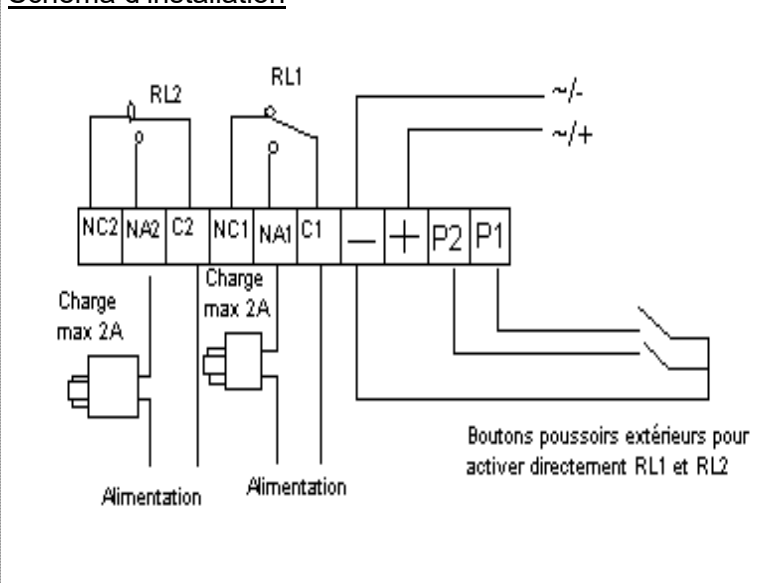 Schéma d'installation
RL2
RL1
~/-
~/+
NC2 NA2 C2 NC1 NA1 C1 — + P2 P1
Charge
max 2A
Charge
max 2A
Boutons poussoirs extérieurs pour
activer directement RL1 et RL2
Alimentation
Alimentation